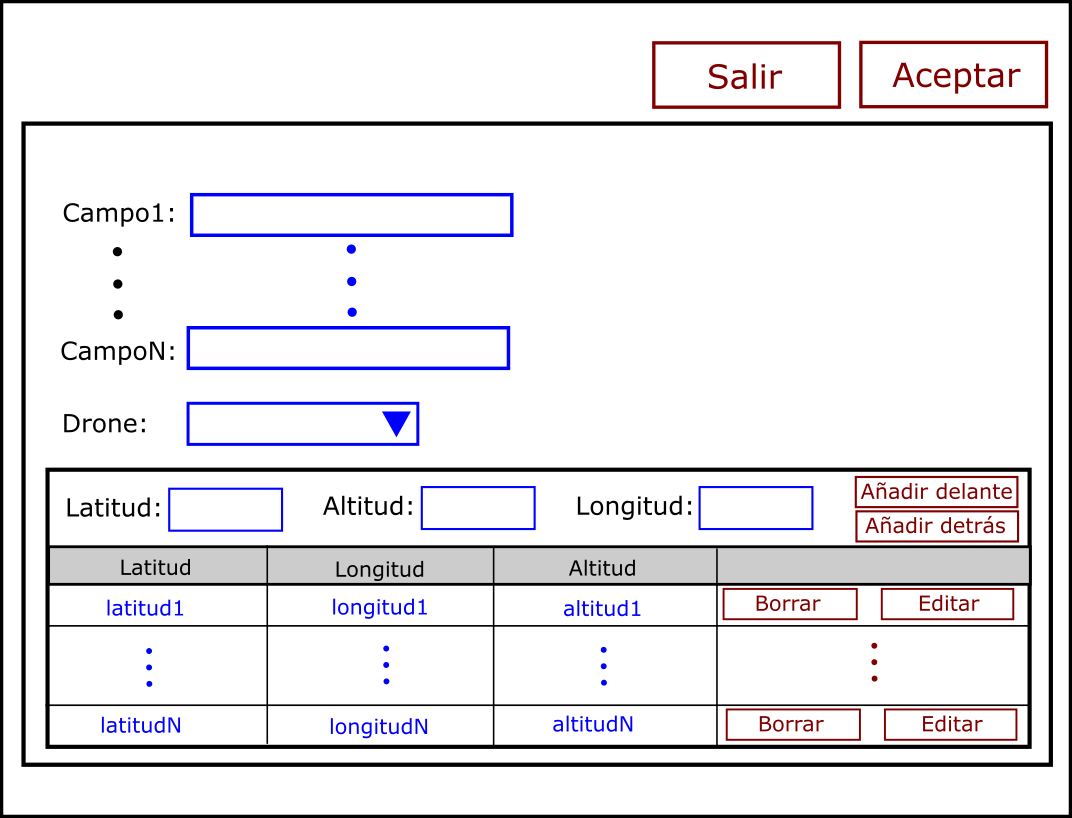 Salir Aceptar
Campo1:
CampoN:
Drone:
Latitud: Altitud: Longitud: Añadir delante
Añadir detrás
Latitud Longitud Altitud
latitud1 longitud1 altitud1 Borrar Editar
latitudN longitudN altitudN Borrar Editar